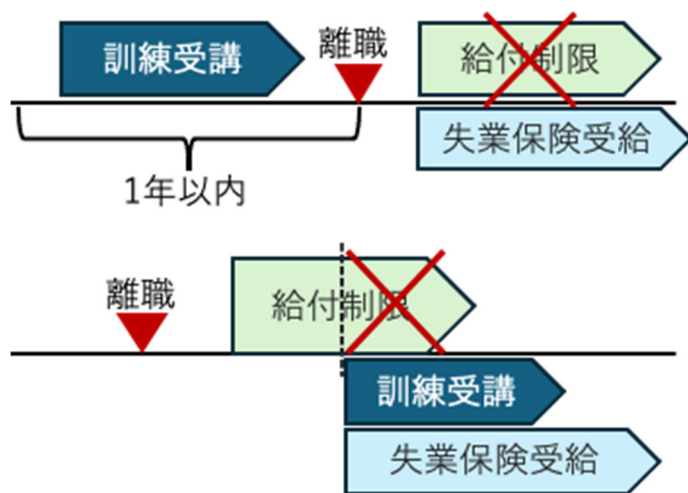 訓練受講
離職
給付制限
失業保険受給
1年以内
離職
給付制限
訓練受講
失業保険受給